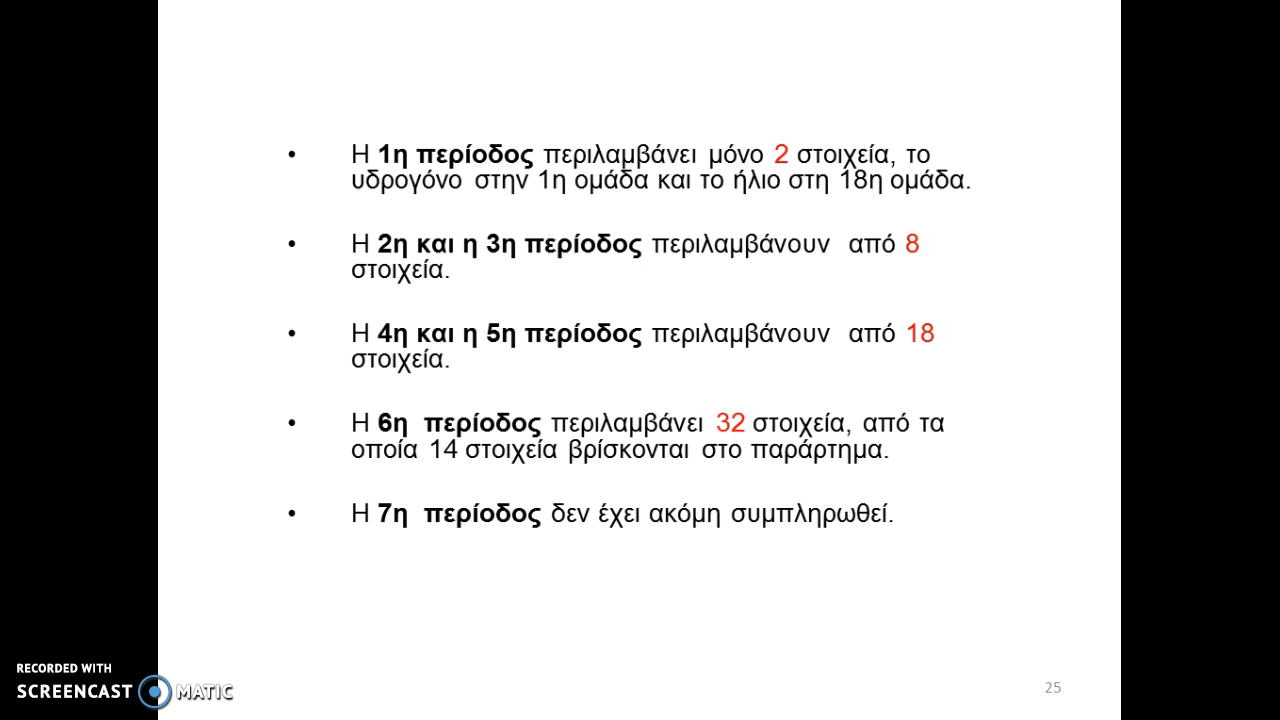 • Η 1η περίοδος περιλαμβάνει μόνο 2 στοιχεία, το
υδρογόνο στην 1η ομάδα και το ήλιο στη 18η ομάδα.
• Η 2η και η 3η περίοδος περιλαμβάνουν από 8
στοιχεία.
• Η 4η και η 5η περίοδος περιλαμβάνουν από 18
στοιχεία.
• Η 6η περίοδος περιλαμβάνει 32 στοιχεία, από τα
οποία 14 στοιχεία βρίσκονται στο παράρτημα.
• Η 7η περίοδος δεν έχει ακόμη συμπληρωθεί.
RECORDED WITH
SCREENCAST MATIC
25